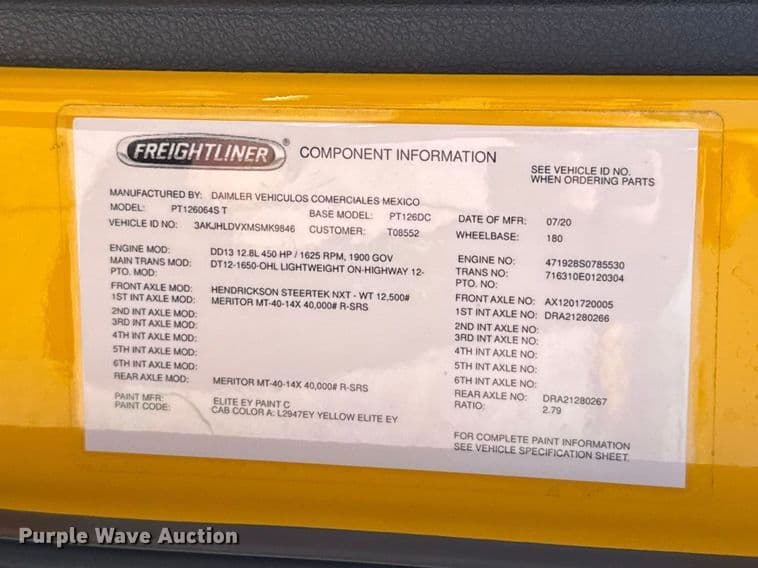 FREIGHTLINER ® COMPONENT INFORMATION
SEE VEHICLE ID NO.
WHEN ORDERING PARTS
MANUFACTURED BY: DAIMLER VEHICULOS COMERCIALES MEXICO
MODEL: PT126064S T BASE MODEL: PT126DC DATE OF MFR: 07/20
VEHICLE ID NO: 3AKJHLDVXMSMK9846 CUSTOMER: T08552 WHEELBASE: 180
ENGINE MOD: DD13 12.8L 450 HP / 1625 RPM, 1900 GOV ENGINE NO: 471928S0785530
MAIN TRANS MOD: DT12-1650-OHL LIGHTWEIGHT ON-HIGHWAY 12- TRANS NO: 716310E0120304
PTO. MOD: PTO. NO:
FRONT AXLE MOD: HENDRICKSON STEERTEK NXT - WT 12,500# FRONT AXLE NO: AX1201720005
1ST INT AXLE MOD: MERITOR MT-40-14X 40,000# R-SRS 1ST INT AXLE NO: DRA21280266
2ND INT AXLE MOD: 2ND INT AXLE NO:
3RD INT AXLE MOD: 3RD INT AXLE NO:
4TH INT AXLE MOD: 4TH INT AXLE NO:
5TH INT AXLE MOD: 5TH INT AXLE NO:
6TH INT AXLE MOD: 6TH INT AXLE NO:
REAR AXLE MOD: MERITOR MT-40-14X 40,000# R-SRS REAR AXLE NO: DRA21280267
RATIO: 2.79
PAINT MFR: ELITE EY PAINT C
PAINT CODE: CAB COLOR A: L2947EY YELLOW ELITE EY
FOR COMPLETE PAINT INFORMATION
SEE VEHICLE SPECIFICATION SHEET
Purple Wave Auction